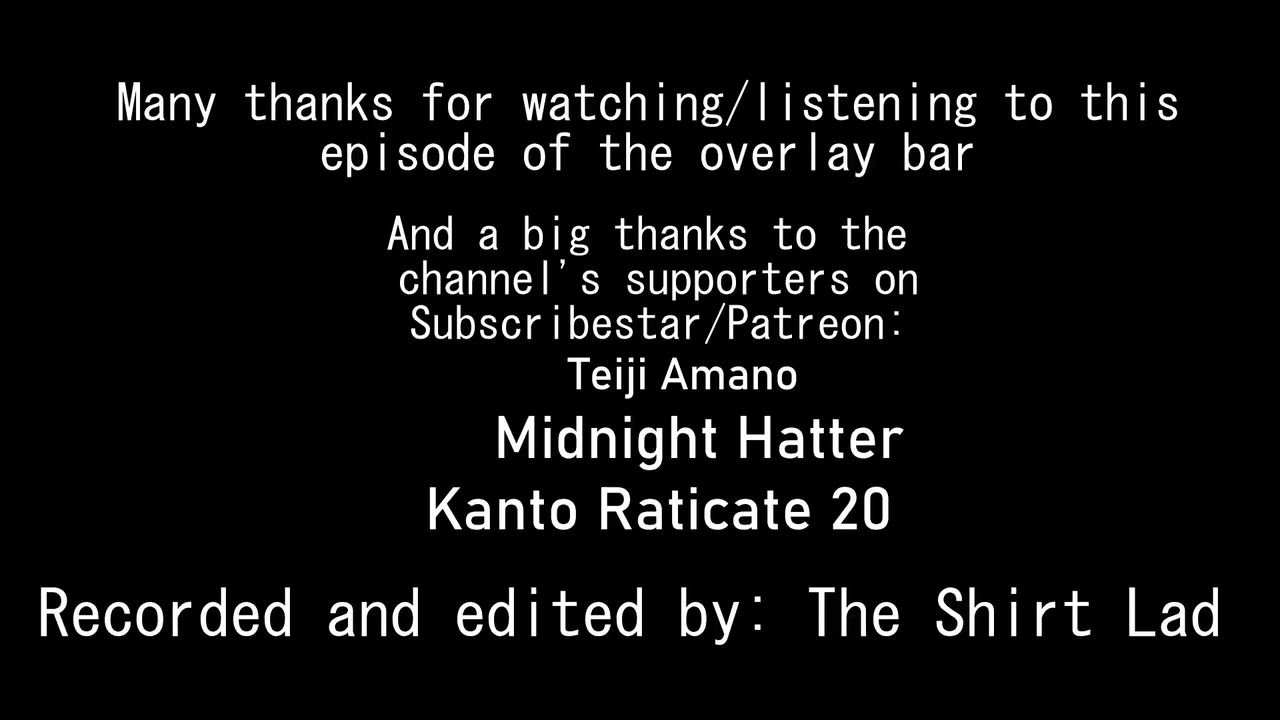 Many thanks for watching/listening to this
episode of the overlay bar
And a big thanks to the
channel's supporters on
Subscribestar/Patreon:
Teiji Amano
Midnight Hatter
Kanto Raticate 20
Recorded and edited by: The Shirt Lad